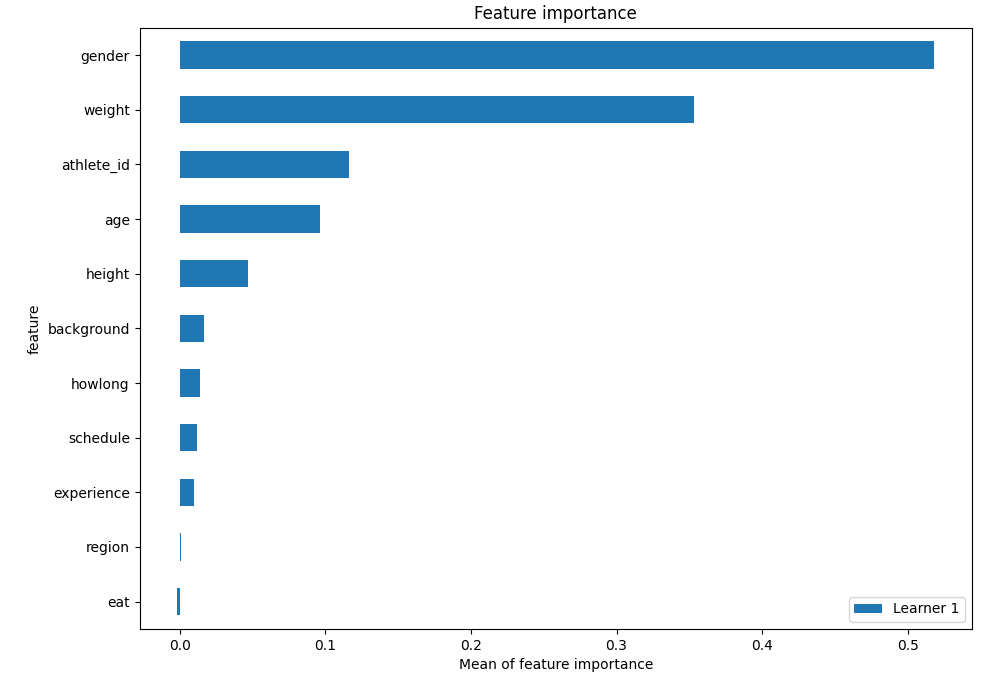 Feature importance
gender
weight
athlete_id
age
height
background
howlong
schedule
experience
region
eat
feature
0.0 0.1 0.2 0.3 0.4 0.5
Mean of feature importance
Learner 1